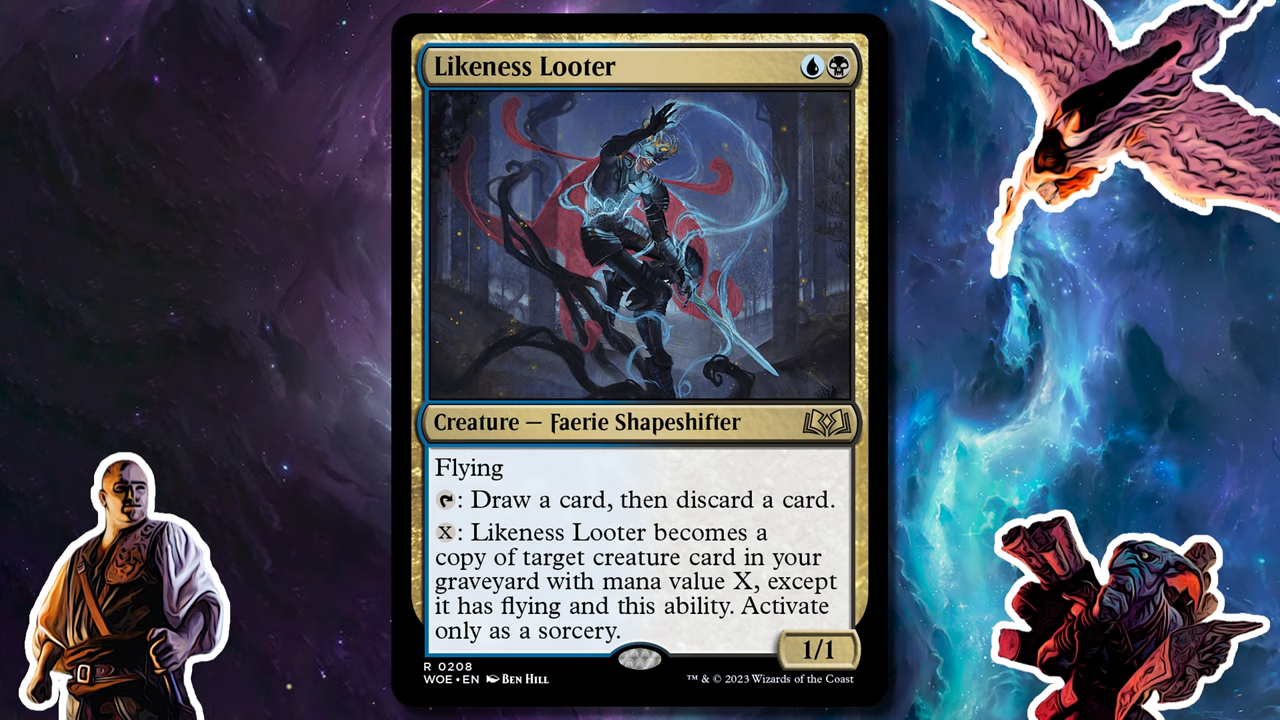 Likeness Looter
Creature — Faerie Shapeshifter
Flying
: Draw a card, then discard a card.
X: Likeness Looter becomes a
copy of target creature card in your
graveyard with mana value X, except
it has flying and this ability. Activate
only as a sorcery.
1/1
R 0208
WOE • EN Ben Hill
™ & © 2023 Wizards of the Coast